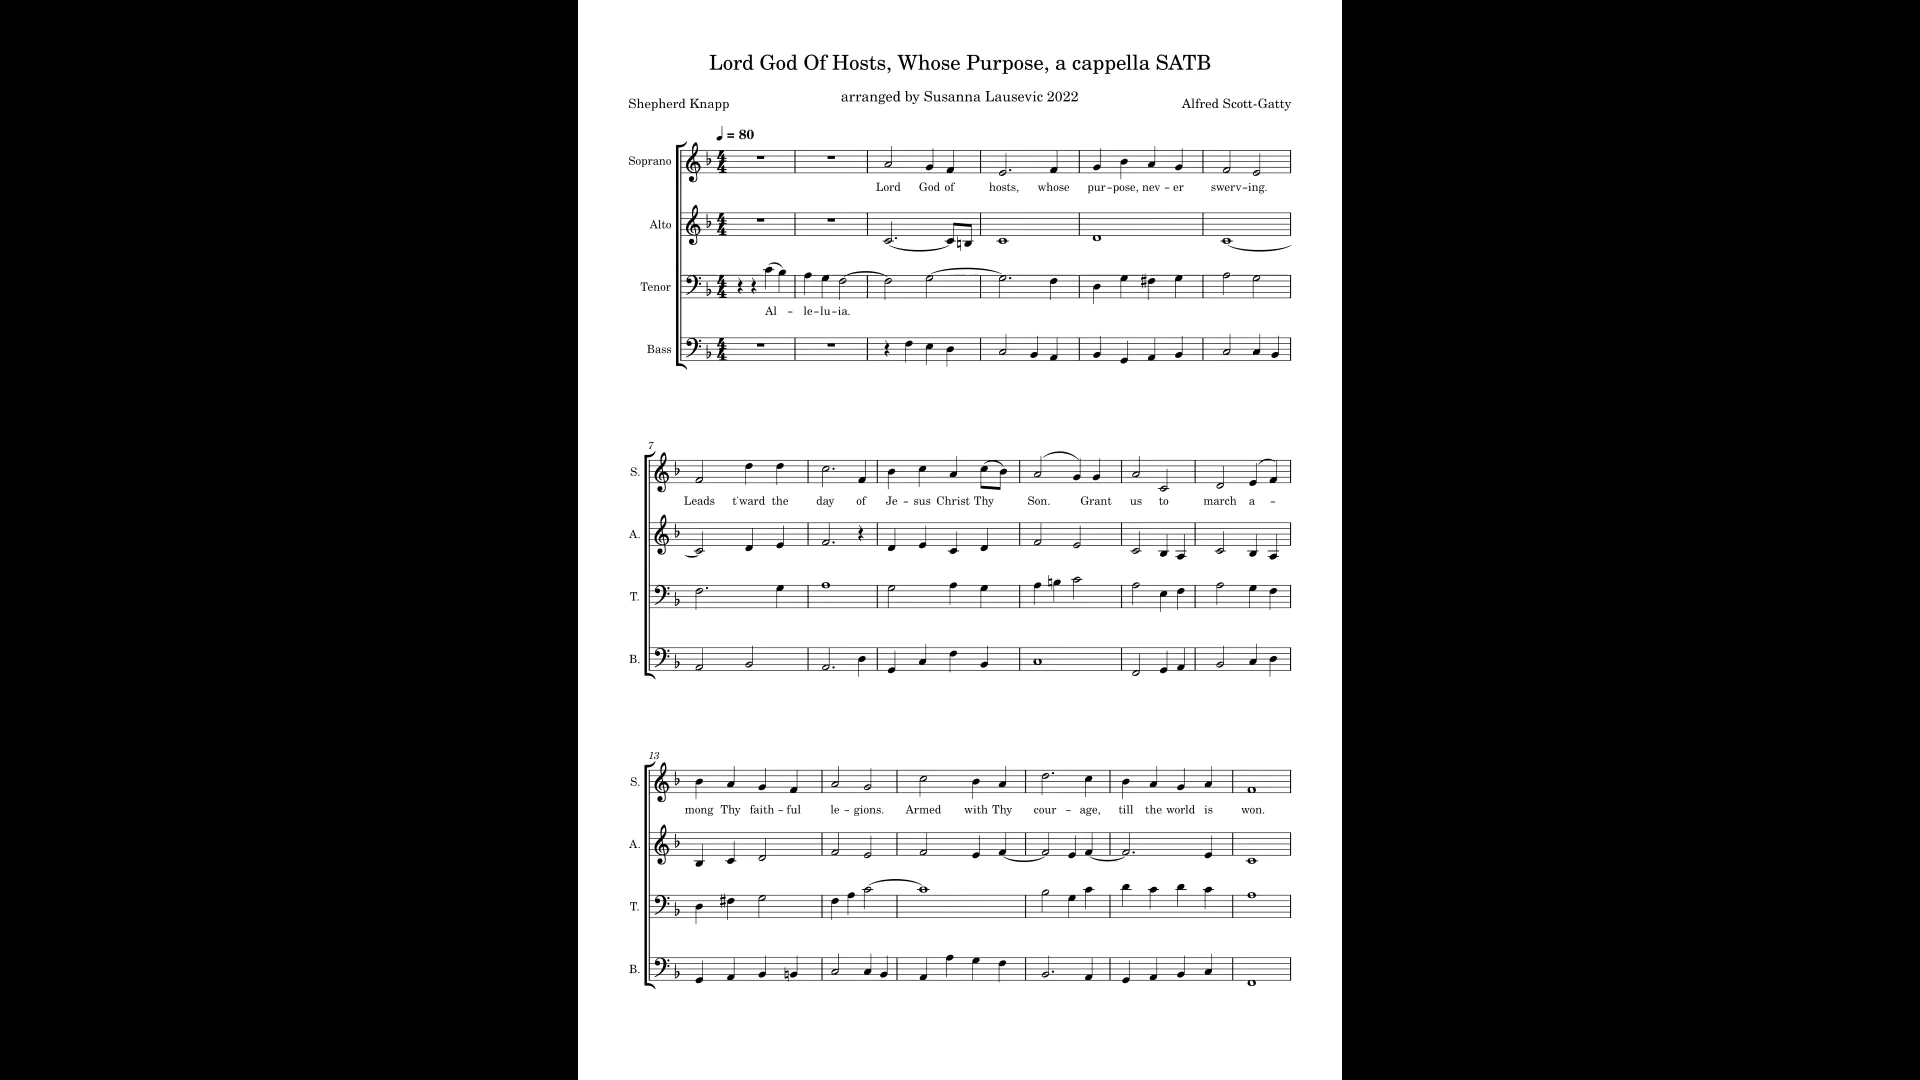 Lord God Of Hosts, Whose Purpose, a cappella SATB
arranged by Susanna Lausevic 2022
Shepherd Knapp
Alfred Scott-Gatty
♩ = 80
Soprano
Lord God of hosts, whose pur-pose, nev-er swerv-ing.
Alto
Tenor
Al - le-lu-ia.
Bass
7
S.
Leads t'ward the day of Je-sus Christ Thy Son. Grant us to march a -
A.
T.
B.
13
S.
mong Thy faith-ful le-gions. Armed with Thy cour-age, till the world is won.
A.
T.
B.